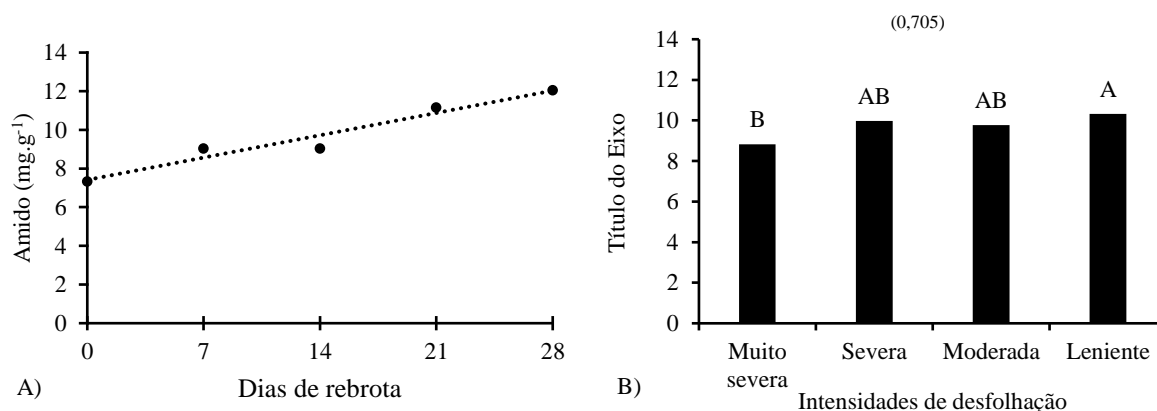 14
12
10
8
6
4
2
0
Amido (mg.g⁻¹)
0 7 14 21 28
Dias de rebrota
A)
(0,705)
14
12
10
8
6
4
2
0
Título do Eixo
B
AB
AB
A
Muito
severa
Severa
Moderada
Leniente
Intensidades de desfolhação
B)